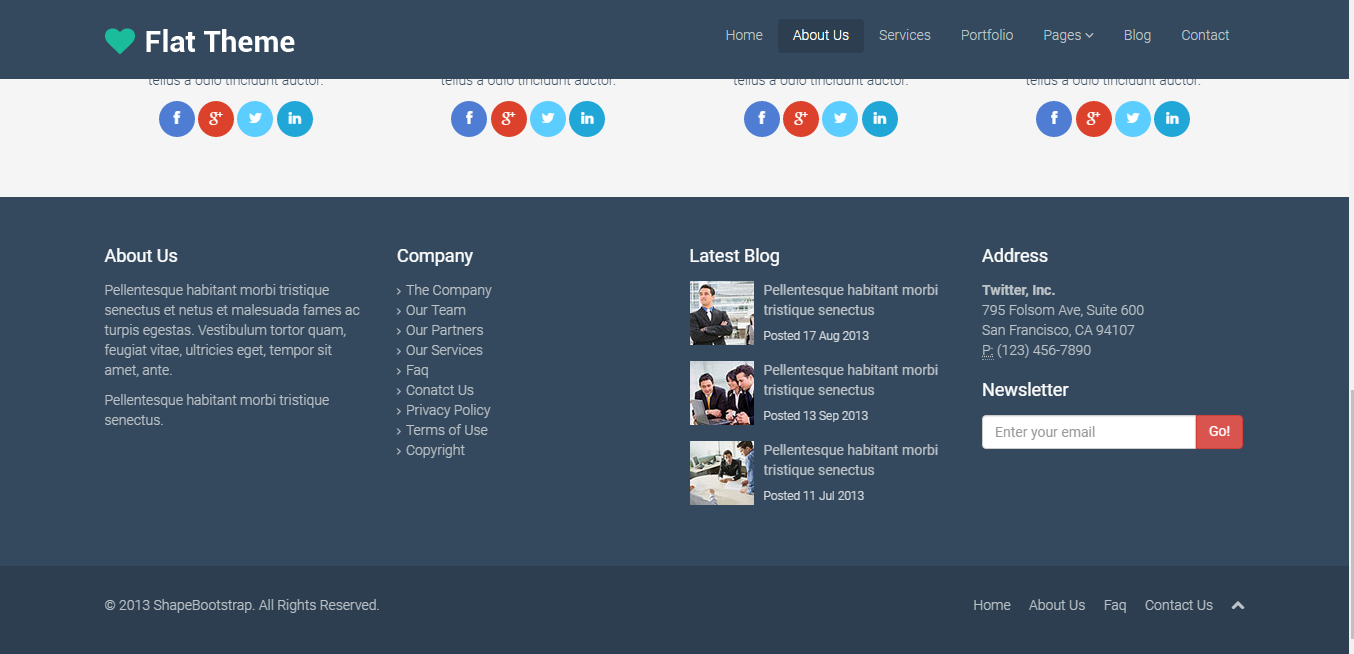 Flat Theme
Home About Us Services Portfolio Pages Blog Contact
tellus a odio tincidunt auctor. tellus a odio tincidunt auctor. tellus a odio tincidunt auctor. tellus a odio tincidunt auctor.
f g+ in f g+ in f g+ in f g+ in
About Us
Pellentesque habitant morbi tristique
senectus et netus et malesuada fames ac
turpis egestas. Vestibulum tortor quam,
feugiat vitae, ultricies eget, tempor sit
amet, ante.
Pellentesque habitant morbi tristique
senectus.
Company
The Company
Our Team
Our Partners
Our Services
Faq
Conatct Us
Privacy Policy
Terms of Use
Copyright
Latest Blog
Pellentesque habitant morbi
tristique senectus
Posted 17 Aug 2013
Pellentesque habitant morbi
tristique senectus
Posted 13 Sep 2013
Pellentesque habitant morbi
tristique senectus
Posted 11 Jul 2013
Address
Twitter, Inc.
795 Folsom Ave, Suite 600
San Francisco, CA 94107
P: (123) 456-7890
Newsletter
Enter your email Go!
© 2013 ShapeBootstrap. All Rights Reserved.
Home About Us Faq Contact Us